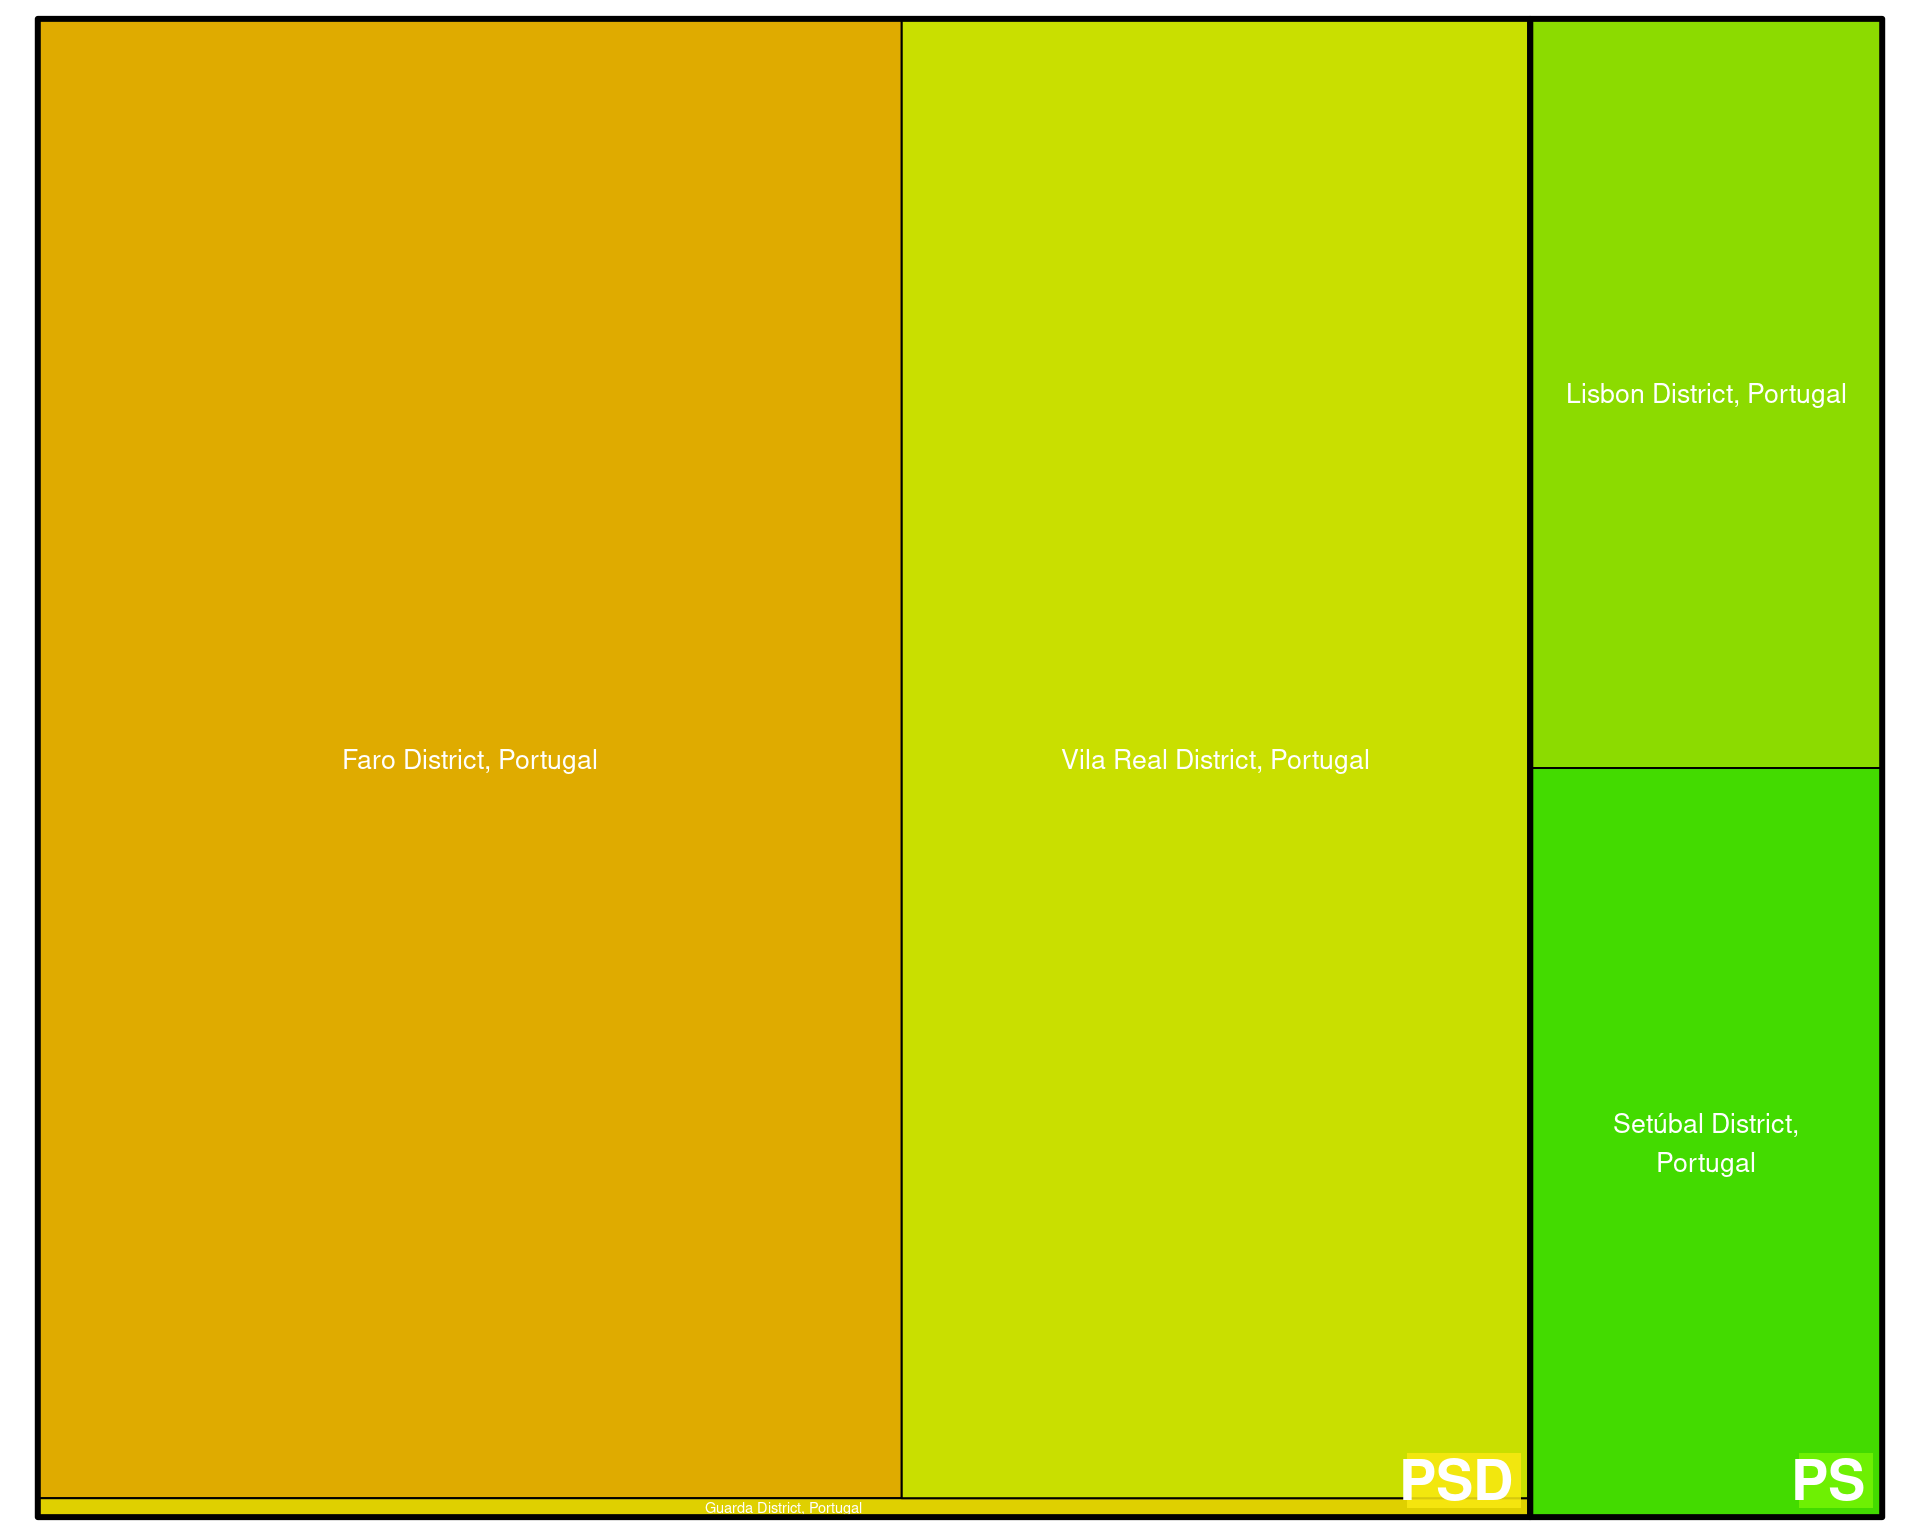 Faro District, Portugal
Vila Real District, Portugal
Lisbon District, Portugal
Setúbal District,
Portugal
Guarda District, Portugal
PSD
PS